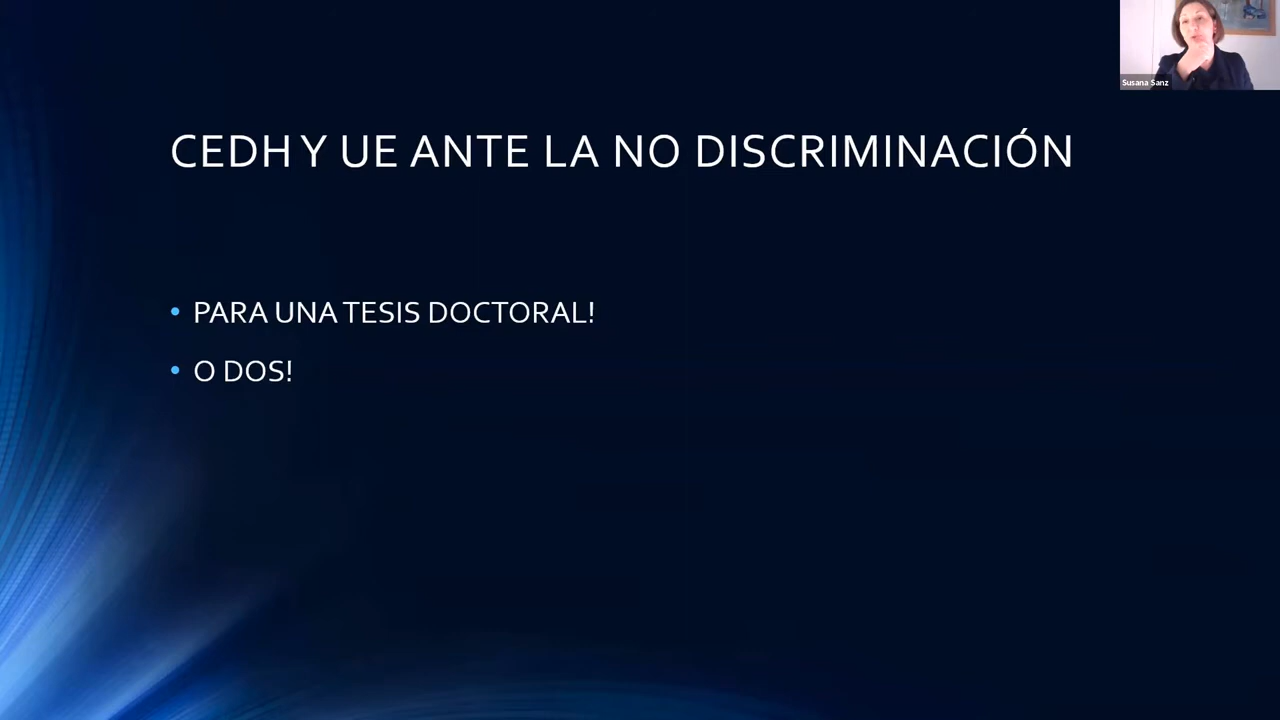 Susana Sanz
CEDH Y UE ANTE LA NO DISCRIMINACIÓN
• PARA UNA TESIS DOCTORAL!
• O DOS!